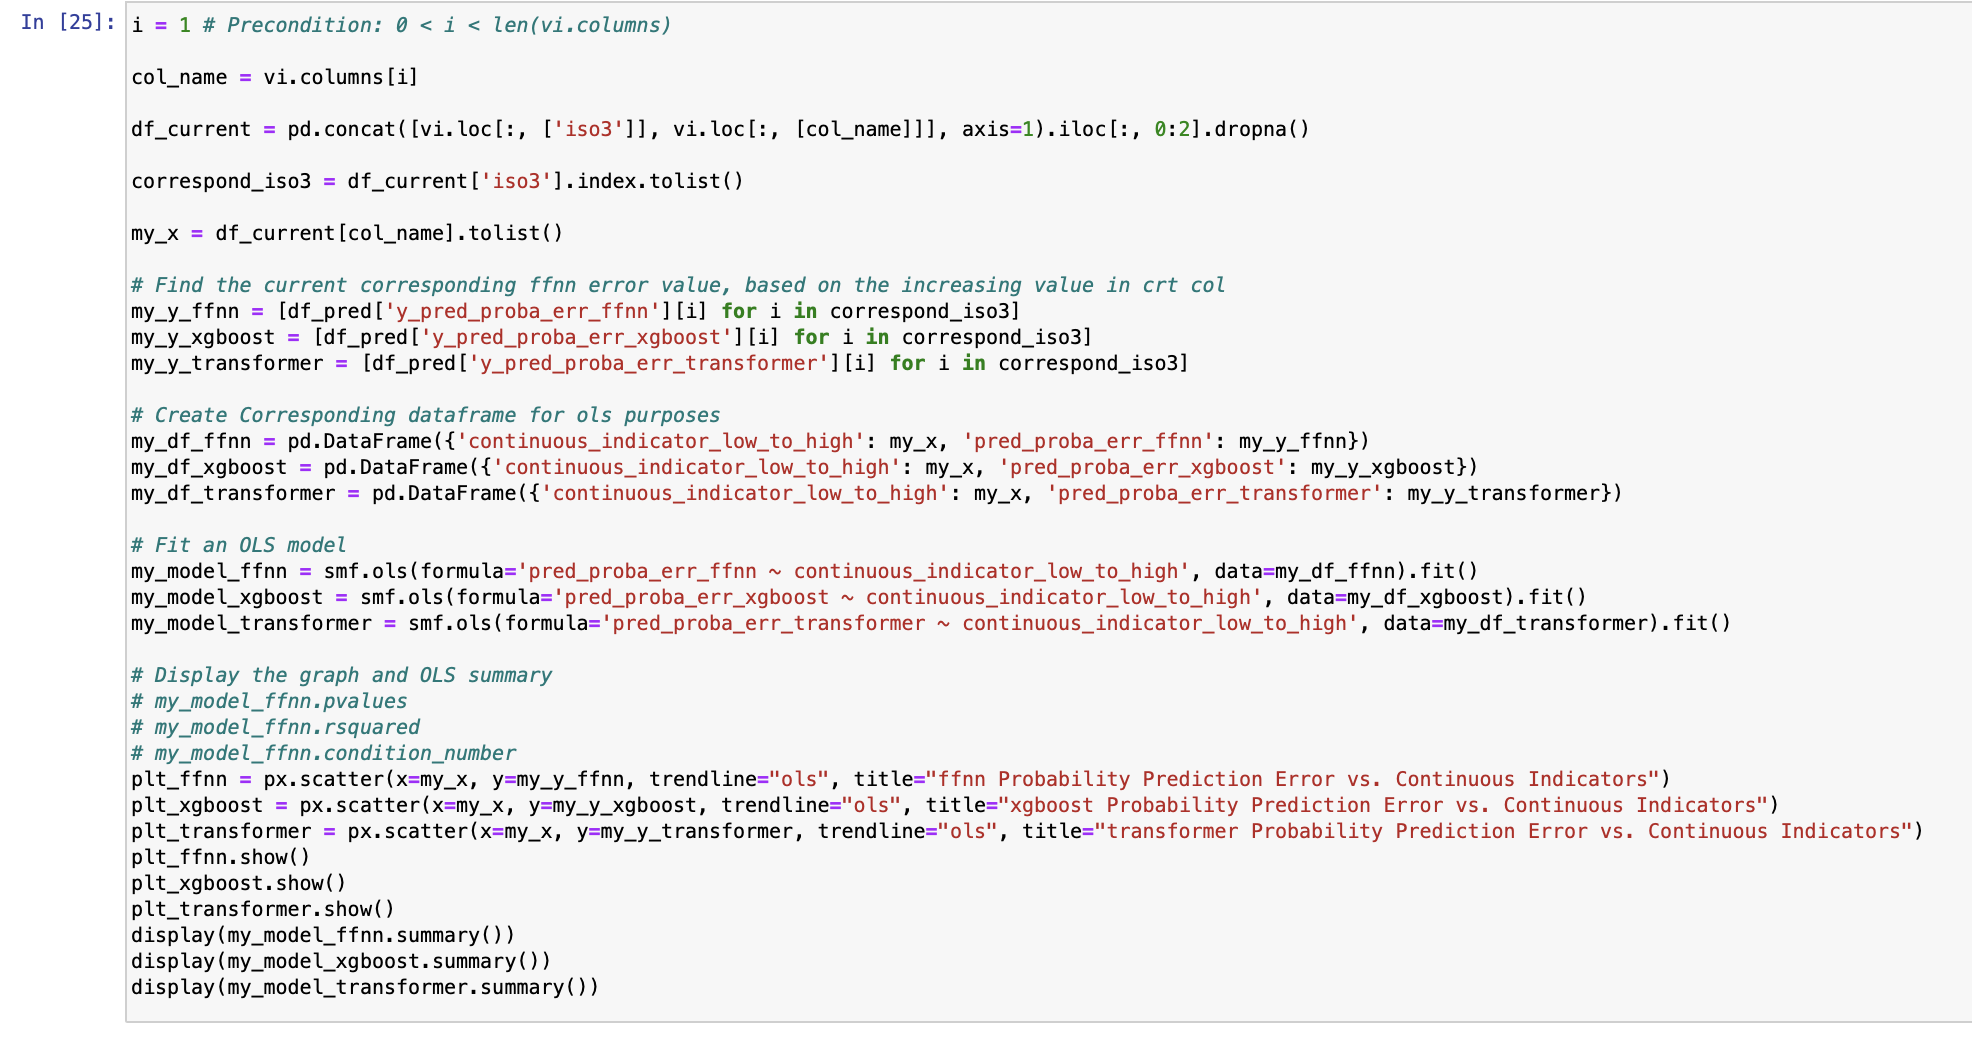 In [25]: i = 1 # Precondition: 0 < i < len(vi.columns)
col_name = vi.columns[i]
df_current = pd.concat([vi.loc[:, ['iso3']], vi.loc[:, [col_name]]], axis=1).iloc[:, 0:2].dropna()
correspond_iso3 = df_current['iso3'].index.tolist()
my_x = df_current[col_name].tolist()
# Find the current corresponding ffnn error value, based on the increasing value in crt col
my_y_ffnn = [df_pred['y_pred_proba_err_ffnn'][i] for i in correspond_iso3]
my_y_xgboost = [df_pred['y_pred_proba_err_xgboost'][i] for i in correspond_iso3]
my_y_transformer = [df_pred['y_pred_proba_err_transformer'][i] for i in correspond_iso3]
# Create Corresponding dataframe for ols purposes
my_df_ffnn = pd.DataFrame({'continuous_indicator_low_to_high': my_x, 'pred_proba_err_ffnn': my_y_ffnn})
my_df_xgboost = pd.DataFrame({'continuous_indicator_low_to_high': my_x, 'pred_proba_err_xgboost': my_y_xgboost})
my_df_transformer = pd.DataFrame({'continuous_indicator_low_to_high': my_x, 'pred_proba_err_transformer': my_y_transformer})
# Fit an OLS model
my_model_ffnn = smf.ols(formula='pred_proba_err_ffnn ~ continuous_indicator_low_to_high', data=my_df_ffnn).fit()
my_model_xgboost = smf.ols(formula='pred_proba_err_xgboost ~ continuous_indicator_low_to_high', data=my_df_xgboost).fit()
my_model_transformer = smf.ols(formula='pred_proba_err_transformer ~ continuous_indicator_low_to_high', data=my_df_transformer).fit()
# Display the graph and OLS summary
# my_model_ffnn.pvalues
# my_model_ffnn.rsquared
# my_model_ffnn.condition_number
plt_ffnn = px.scatter(x=my_x, y=my_y_ffnn, trendline="ols", title="ffnn Probability Prediction Error vs. Continuous Indicators")
plt_xgboost = px.scatter(x=my_x, y=my_y_xgboost, trendline="ols", title="xgboost Probability Prediction Error vs. Continuous Indicators")
plt_transformer = px.scatter(x=my_x, y=my_y_transformer, trendline="ols", title="transformer Probability Prediction Error vs. Continuous Indicators")
plt_ffnn.show()
plt_xgboost.show()
plt_transformer.show()
display(my_model_ffnn.summary())
display(my_model_xgboost.summary())
display(my_model_transformer.summary())